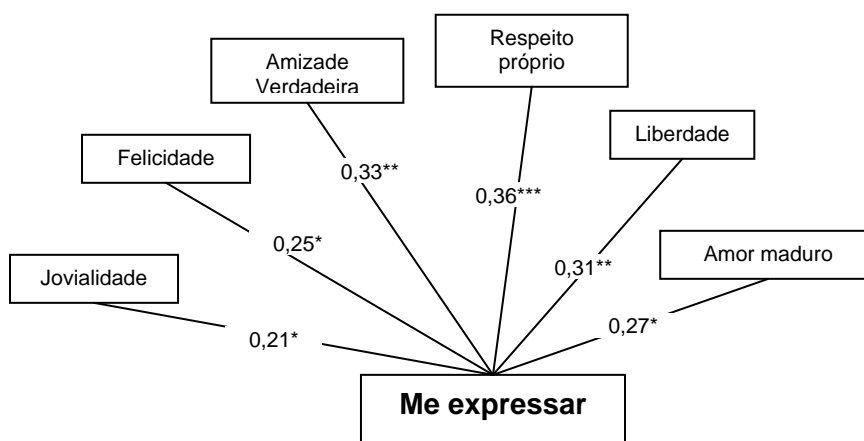 Respeito
próprio
Amizade
Verdadeira
Liberdade
Felicidade
0,33**
0,36***
Amor maduro
0,25*
Jovialidade
0,31**
0,27*
0,21*
Me expressar